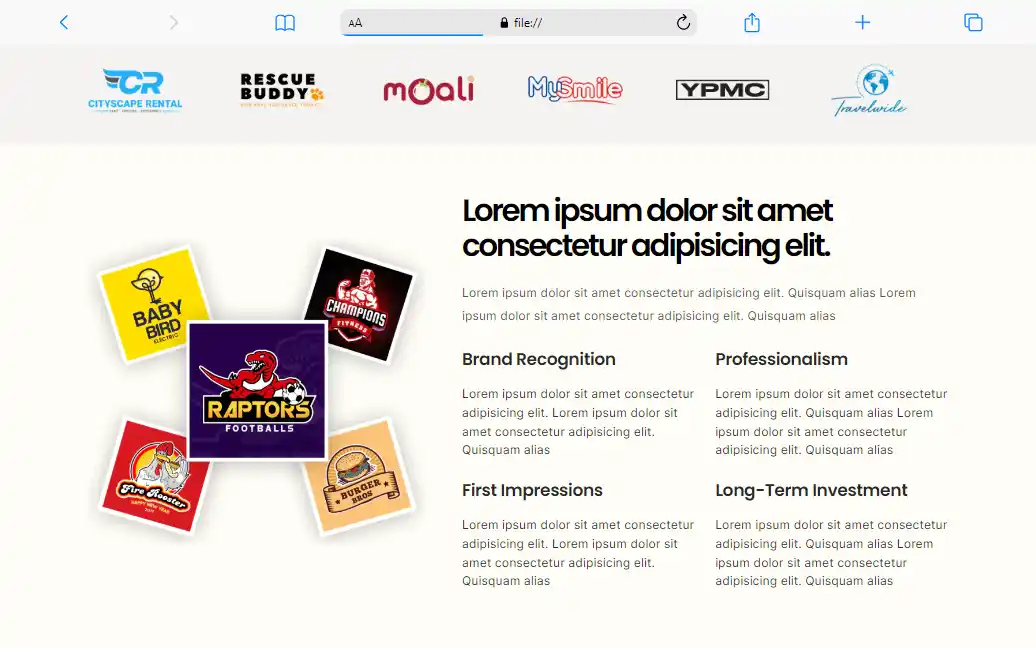 AA
file://
CR
CITYSCAPE RENTAL
RESCUE
BUDDY
moali
MySmile
YPMC
Travelwide
Lorem ipsum dolor sit amet
consectetur adipisicing elit.
Lorem ipsum dolor sit amet consectetur adipisicing elit. Quisquam alias Lorem
ipsum dolor sit amet consectetur adipisicing elit. Quisquam alias
BABY
BIRD
ELECTRIC
CHAMPIONS
FITNESS
RAPTORS
FOOTBALLS
Fire Rooster
HAPPY NEW YEAR
BURGER
BROS
Brand Recognition
Lorem ipsum dolor sit amet consectetur
adipisicing elit. Lorem ipsum dolor sit
amet consectetur adipisicing elit.
Quisquam alias
Professionalism
Lorem ipsum dolor sit amet consectetur
adipisicing elit. Quisquam alias Lorem
ipsum dolor sit amet consectetur
adipisicing elit. Quisquam alias
First Impressions
Lorem ipsum dolor sit amet consectetur
adipisicing elit. Lorem ipsum dolor sit
amet consectetur adipisicing elit.
Quisquam alias
Long-Term Investment
Lorem ipsum dolor sit amet consectetur
adipisicing elit. Quisquam alias Lorem
ipsum dolor sit amet consectetur
adipisicing elit. Quisquam alias